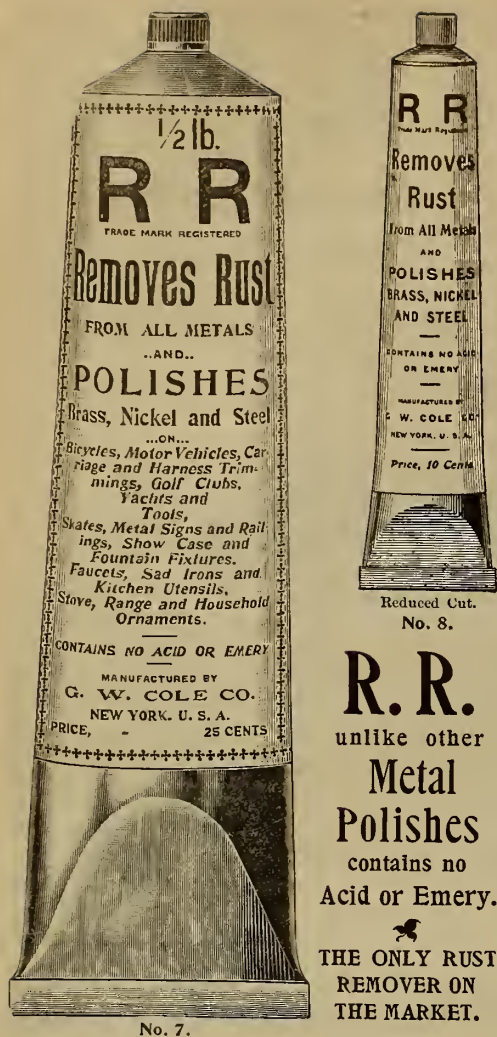 ½ lb.
R R
TRADE MARK REGISTERED
Removes Rust
FROM ALL METALS
..AND..
POLISHES
Brass, Nickel and Steel
...ON...
Bicycles, Motor Vehicles, Car-
riage and Harness Trim-
mings, Golf Clubs,
Yachts and
Tools,
Skates, Metal Signs and Rail-
ings, Show Case and
Fountain Fixtures.
Faucets, Sad Irons and
Kitchen Utensils,
Stove, Range and Household
Ornaments.
CONTAINS NO ACID OR EMERY
MANUFACTURED BY
G. W. COLE CO.
NEW YORK. U. S. A.
PRICE, - 25 CENTS
No. 7.
R R
Trade Mark Registered
Removes
Rust
from All Metals
AND
POLISHES
BRASS, NICKEL
AND STEEL
CONTAINS NO ACID
OR EMERY
MANUFACTURED BY
G. W. COLE CO.
NEW YORK, U. S. A.
Price, 10 Cents
Reduced Cut.
No. 8.
R. R.
unlike other
Metal
Polishes
contains no
Acid or Emery.
THE ONLY RUST
REMOVER ON
THE MARKET.